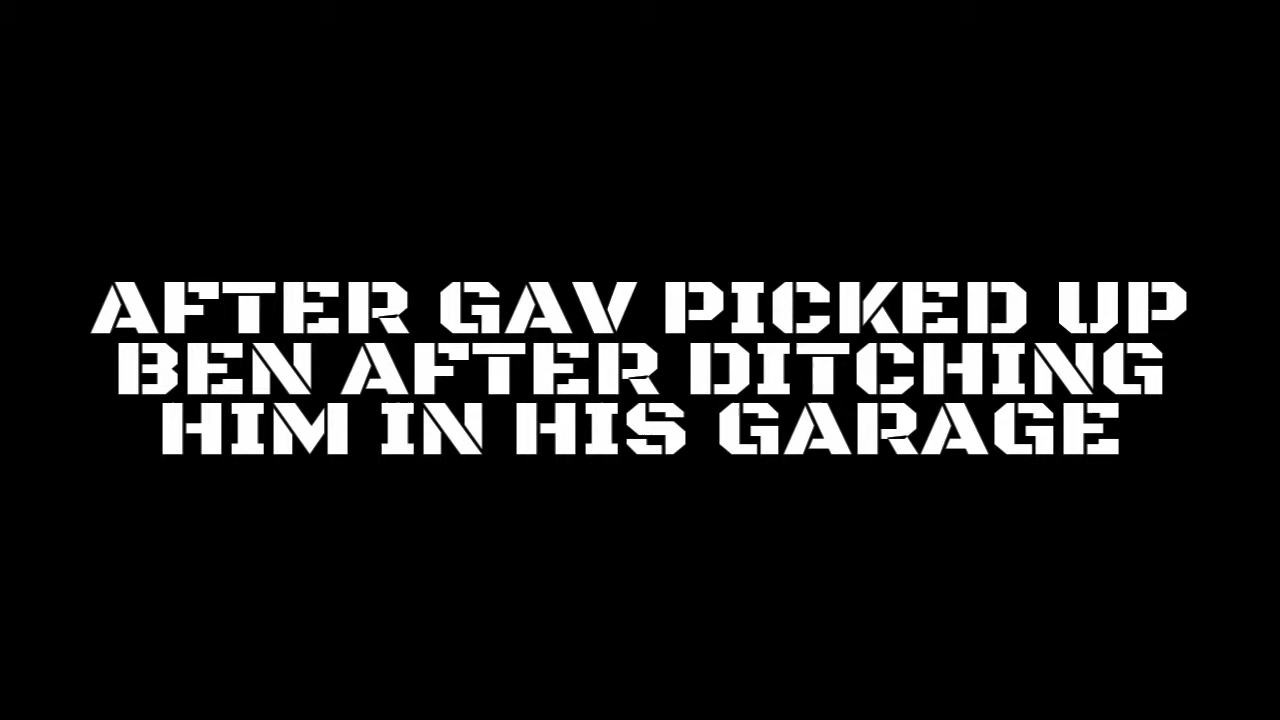 AFTER GAV PICKED UP
BEN AFTER DITCHING
HIM IN HIS GARAGE